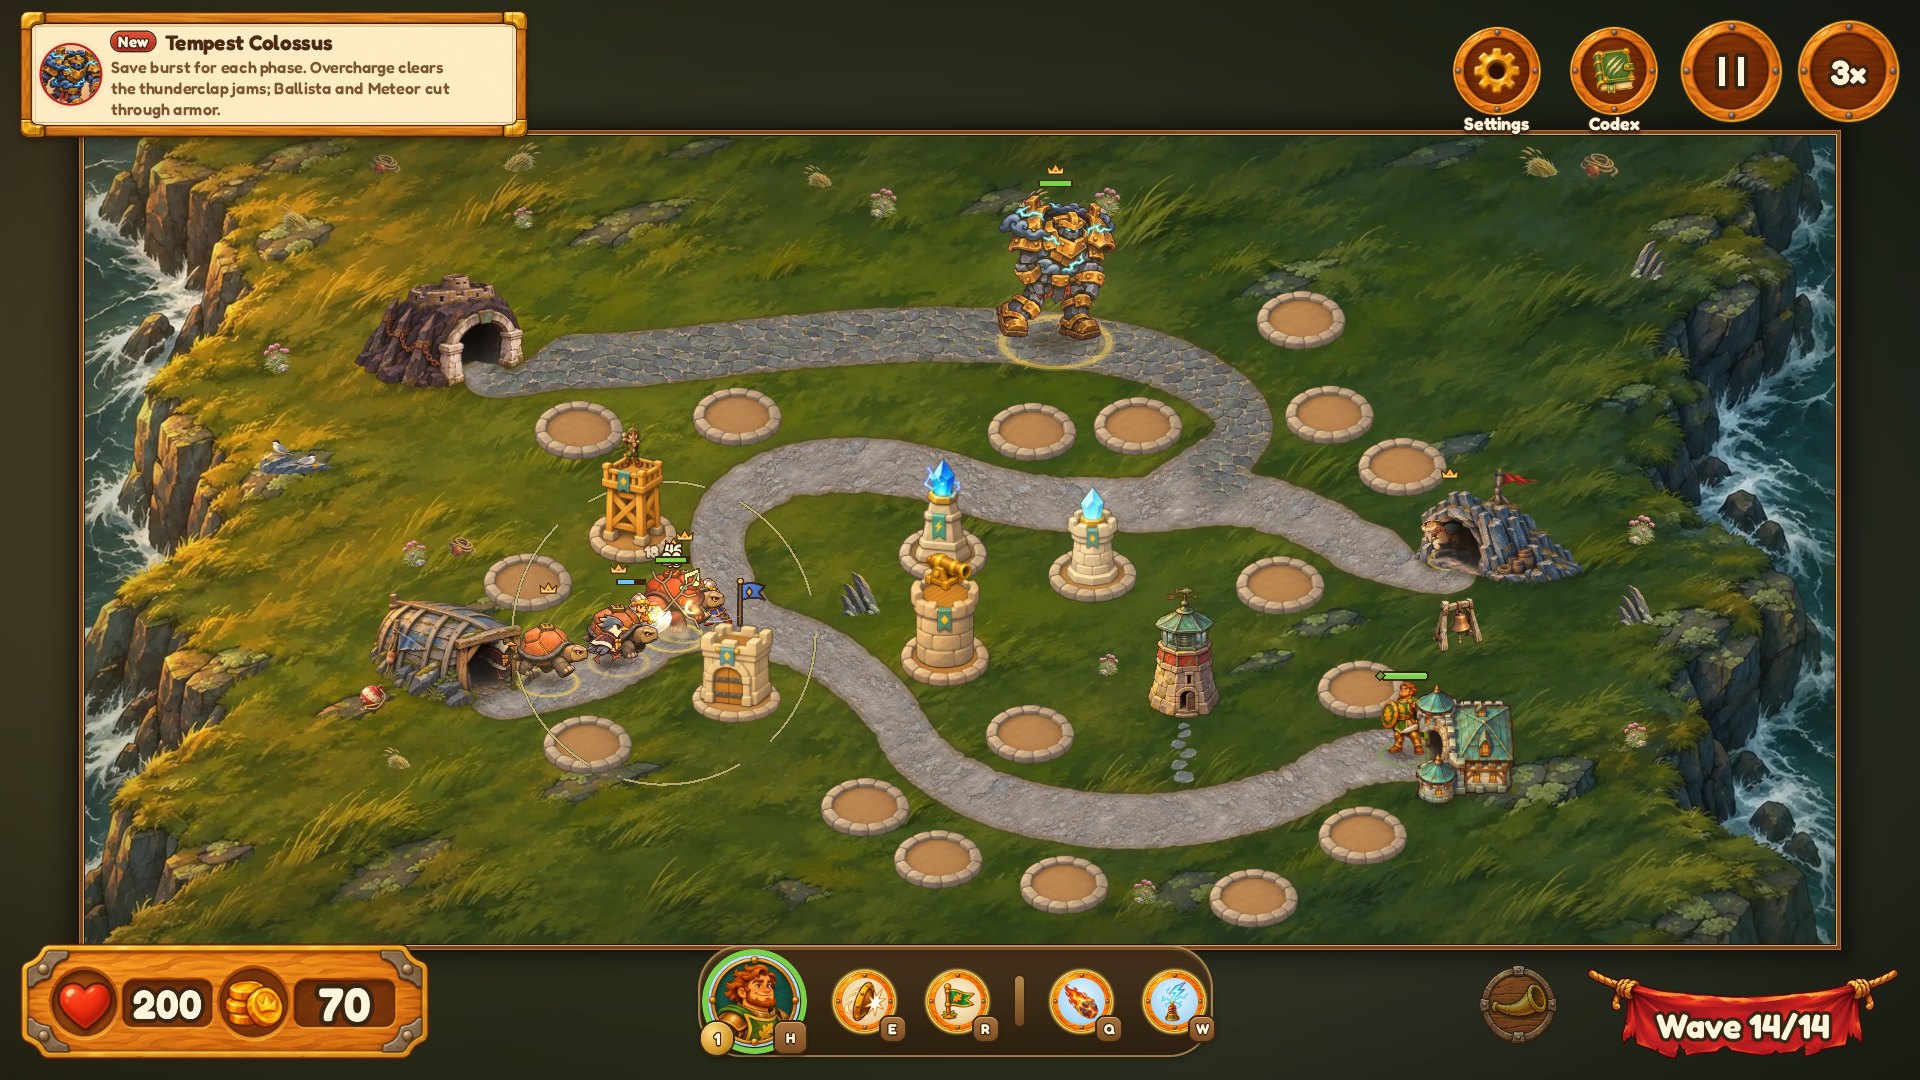 New Tempest Colossus
Save burst for each phase. Overcharge clears
the thunderclap jams; Ballista and Meteor cut
through armor.
Settings
Codex
3x
200
70
1
H
E
R
Q
W
Wave 14/14